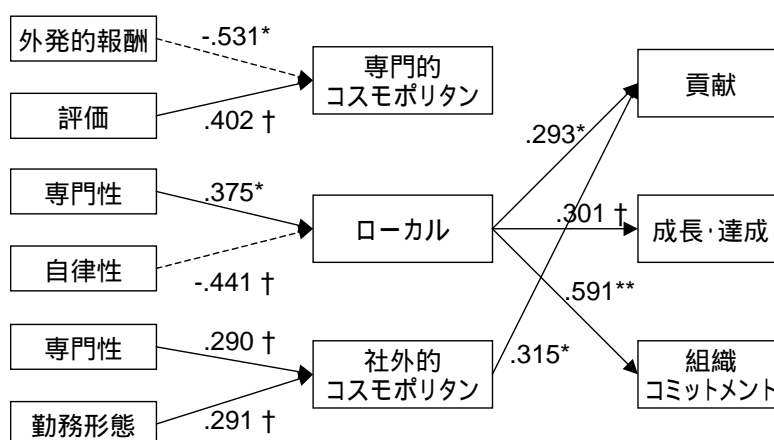 外発的報酬
-.531*
専門的
コスモポリタン
評価
.402 †
貢献
専門性
.375*
.293*
ローカル
.301 †
成長・達成
自律性
-.441 †
.591**
専門性
.290 †
社外的
コスモポリタン
.315*
組織
コミットメント
勤務形態
.291 †